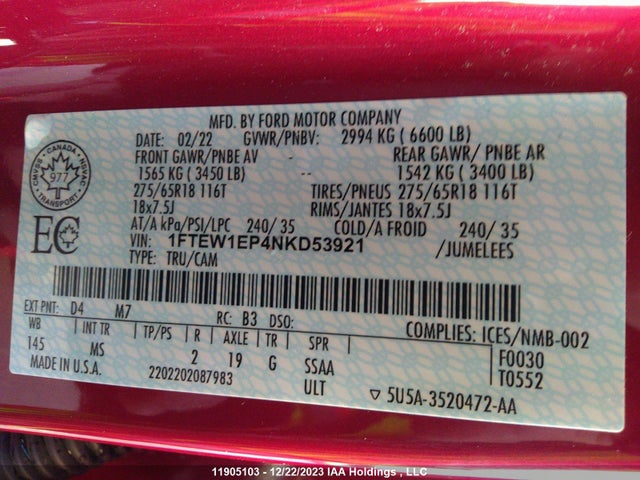 MFD. BY FORD MOTOR COMPANY
DATE: 02/22 GVWR/PNBV: 2994 KG ( 6600 LB)
FRONT GAWR/PNBE AV -- REAR GAWR/ PNBE AR
1565 KG ( 3450 LB) 1542 KG ( 3400 LB)
275/65R18 116T TIRES/PNEUS 275/65R18 116T
18x7.5J RIMS/JANTES 18x7.5J
AT/A kPa/PSI/LPC 240/ 35 COLD/A FROID 240/ 35
VIN: 1FTEW1EP4NKD53921 /JUMELEES
TYPE: TRU/CAM
CMVSS CANADA NSVAC
977
TRANSPORT
EC
EXT PNT: D4 M7 RC: B3 DSO:
COMPLIES: ICES/NMB-002
WB INT TR TP/PS R AXLE TR SPR F0030
145 MS 2 19 G SSAA T0552
MADE IN U.S.A. 2202202087983 ULT ▽ 5U5A-3520472-AA
11905103 - 12/22/2023 IAA Holdings , LLC